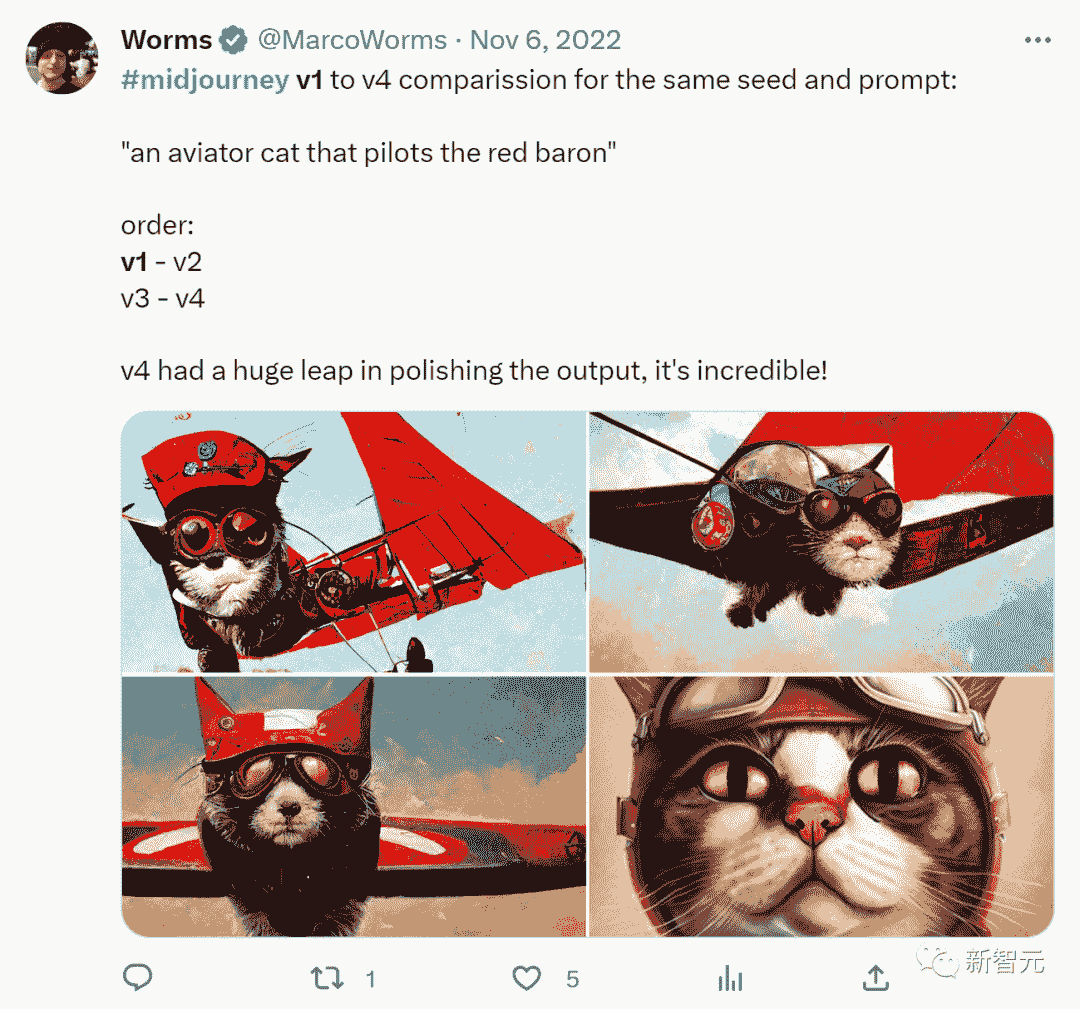 Worms @MarcoWorms · Nov 6, 2022
#midjourney v1 to v4 comparission for the same seed and prompt:
"an aviator cat that pilots the red baron"
order:
v1 - v2
v3 - v4
v4 had a huge leap in polishing the output, it's incredible!
1
5
新智元